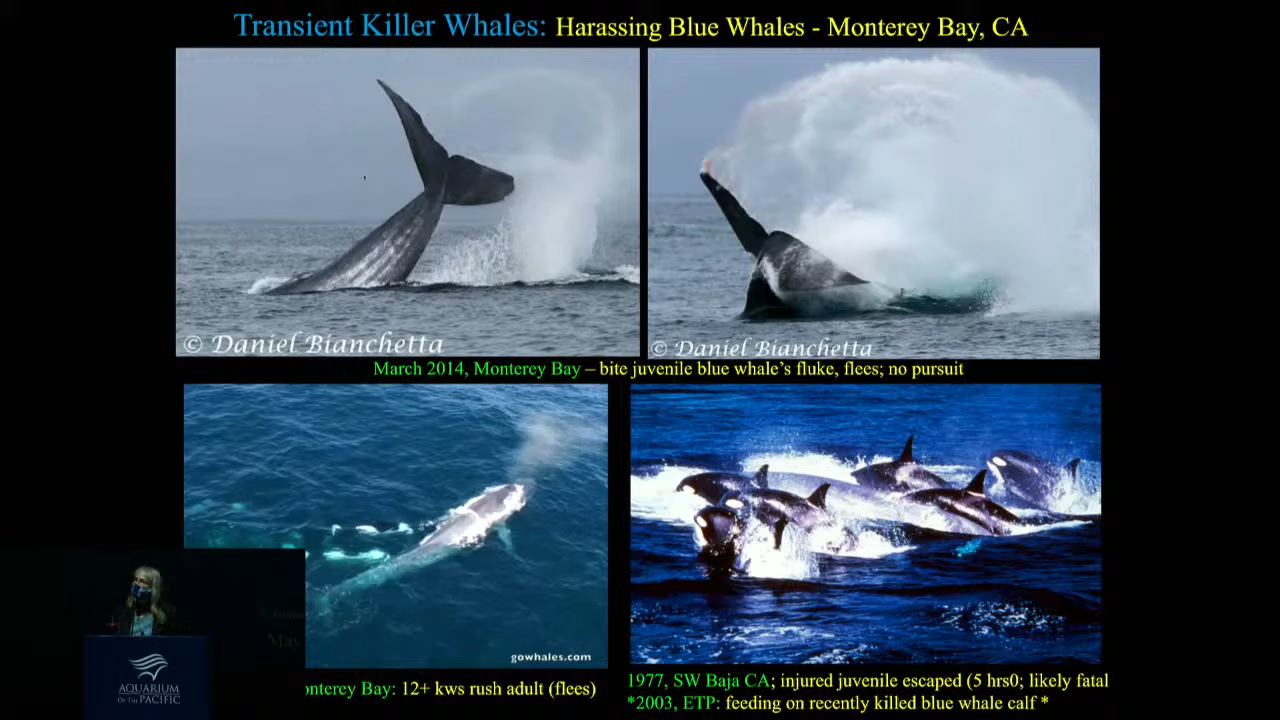 Transient Killer Whales: Harassing Blue Whales - Monterey Bay, CA
© Daniel Bianchetta
© Daniel Bianchetta
March 2014, Monterey Bay – bite juvenile blue whale's fluke, flees; no pursuit
gowhales.com
nterey Bay: 12+ kws rush adult (flees)
1977, SW Baja CA; injured juvenile escaped (5 hrs0; likely fatal
*2003, ETP: feeding on recently killed blue whale calf *
May
AQUARIUM
OF THE PACIFIC